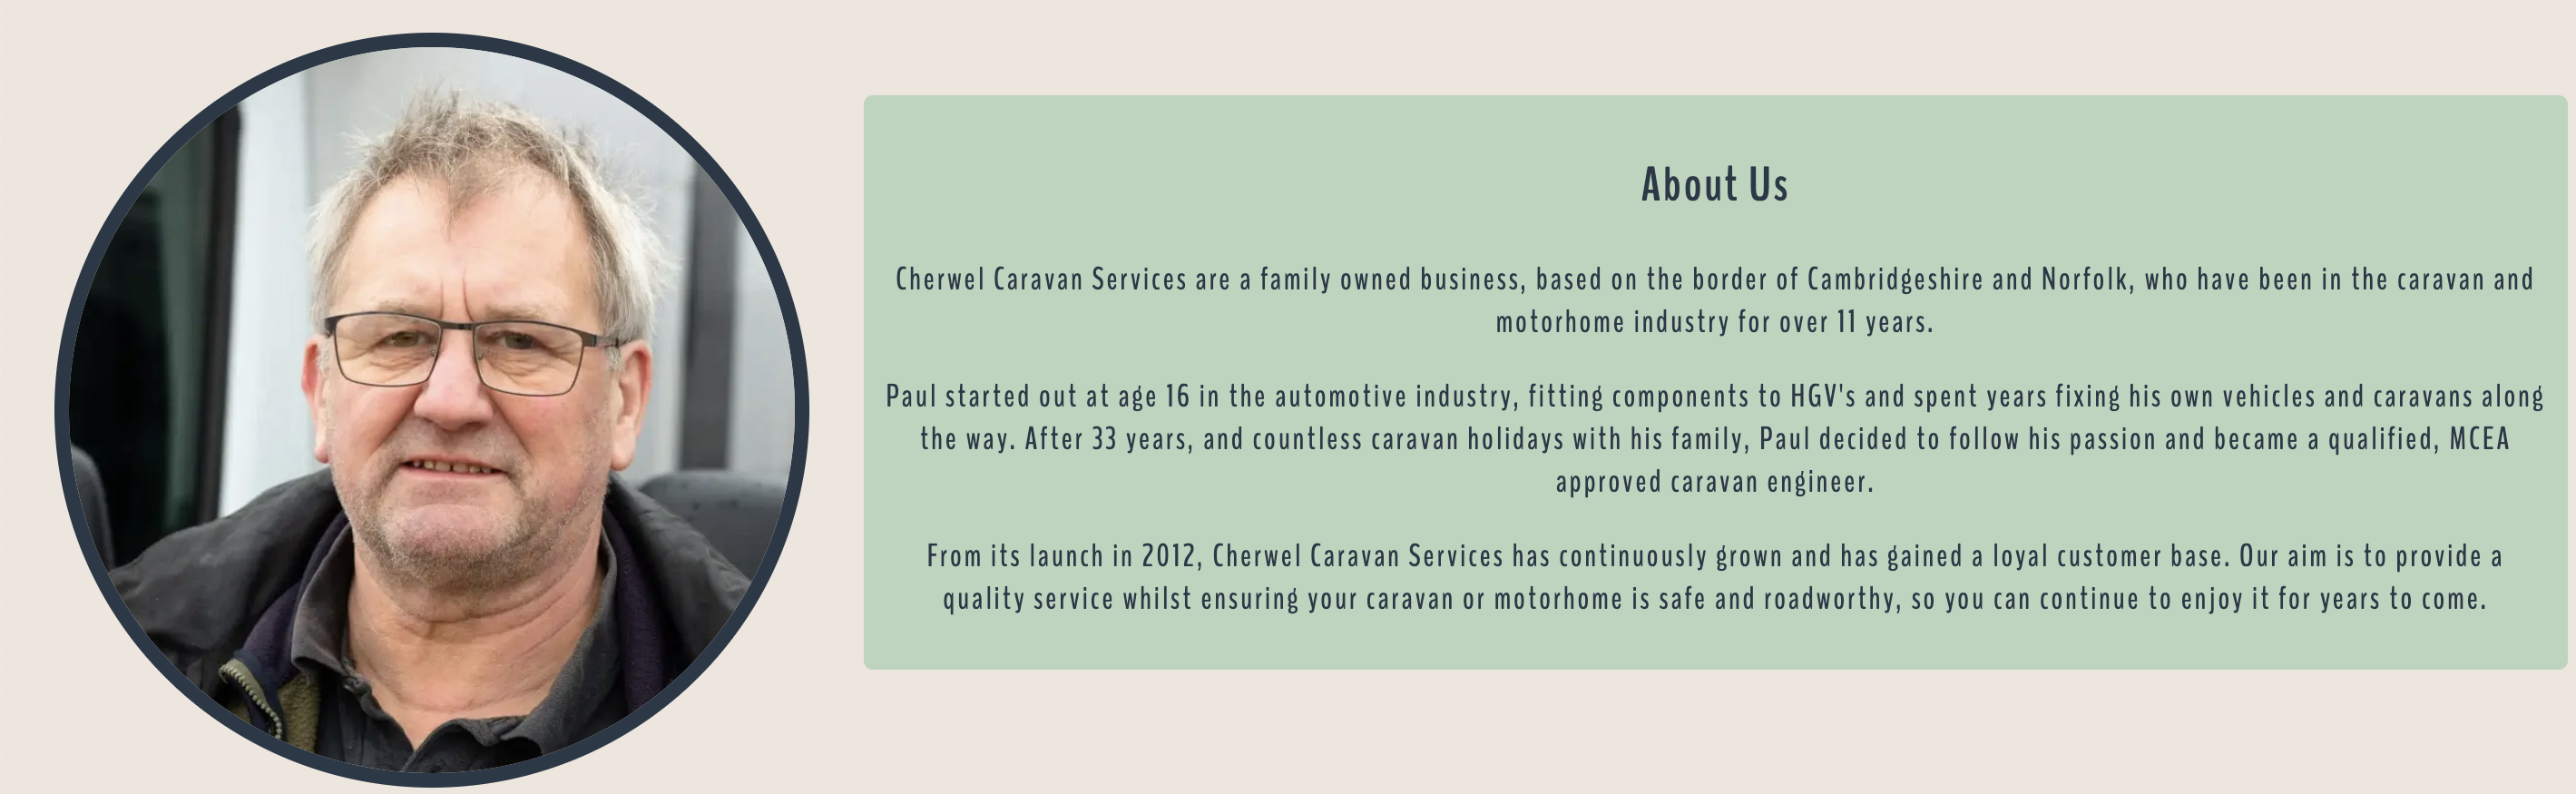 About Us
Cherwel Caravan Services are a family owned business, based on the border of Cambridgeshire and Norfolk, who have been in the caravan and
motorhome industry for over 11 years.
Paul started out at age 16 in the automotive industry, fitting components to HGV's and spent years fixing his own vehicles and caravans along
the way. After 33 years, and countless caravan holidays with his family, Paul decided to follow his passion and became a qualified, MCEA
approved caravan engineer.
From its launch in 2012, Cherwel Caravan Services has continuously grown and has gained a loyal customer base. Our aim is to provide a
quality service whilst ensuring your caravan or motorhome is safe and roadworthy, so you can continue to enjoy it for years to come.